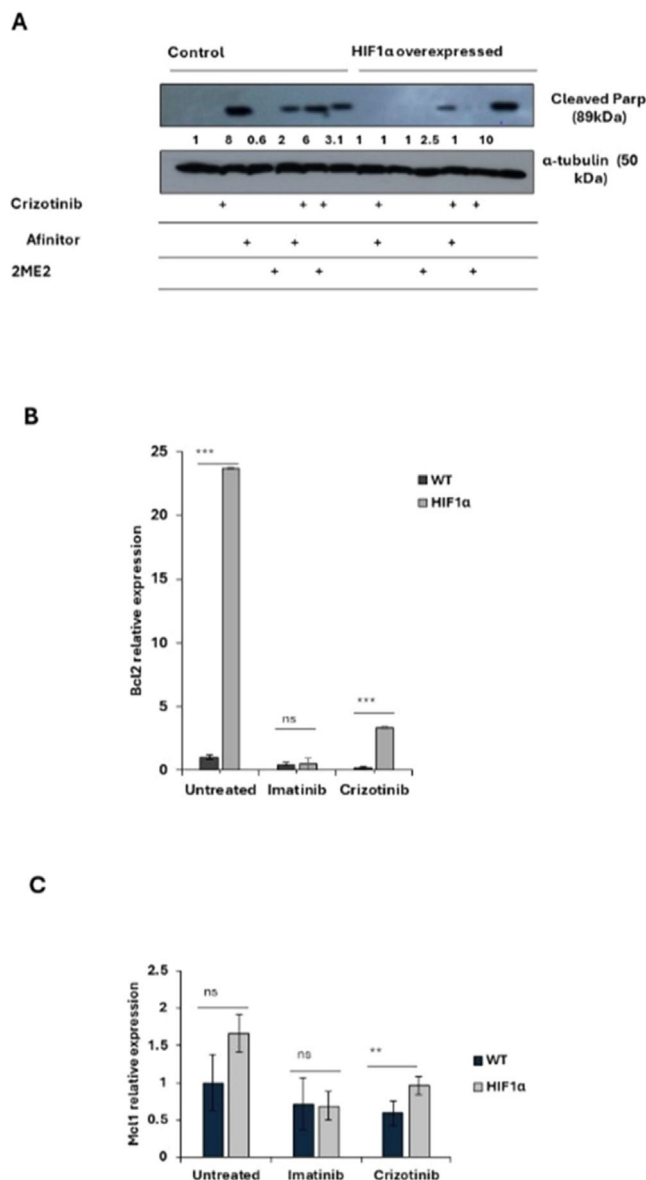 A
Control HIF1α overexpressed
Cleaved Parp
(89kDa)
1 8 0.6 2 6 3.1 1 1 1 2.5 1 10
α-tubulin (50
kDa)
Crizotinib + + + + + +
Afinitor + + + +
2ME2 + + + +
B
Bcl2 relative expression
25
20
15
10
5
0
***
ns
***
WT
HIF1α
Untreated Imatinib Crizotinib
C
Mcl1 relative expression
2.5
2
1.5
1
0.5
0
ns
ns
**
WT
HIF1α
Untreated Imatinib Crizotinib